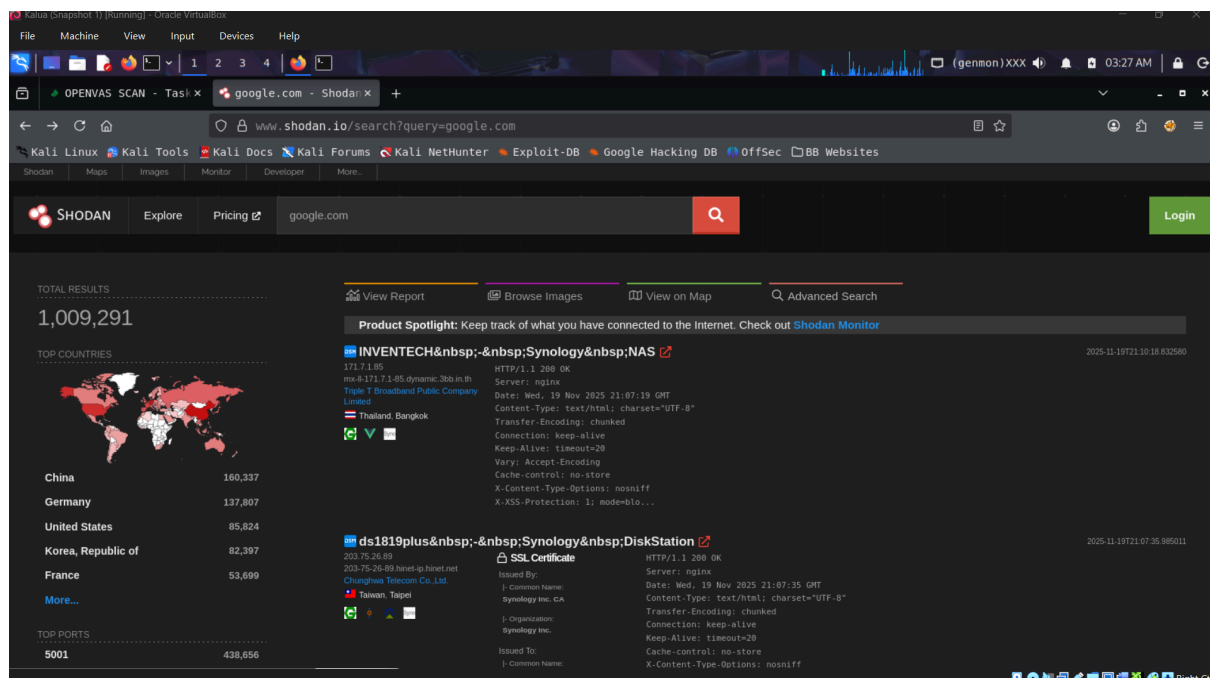 Kalua (Snapshot 1) [Running] - Oracle VirtualBox
File Machine View Input Devices Help
1 2 3 4 (genmon)XXX 03:27 AM
OPENVAS SCAN - Task × google.com - Shodan × +
www.shodan.io/search?query=google.com
Kali Linux Kali Tools Kali Docs Kali Forums Kali NetHunter Exploit-DB Google Hacking DB OffSec BB Websites
Shodan Maps Images Monitor Developer More...
SHODAN Explore Pricing google.com Login
TOTAL RESULTS
1,009,291
TOP COUNTRIES
China 160,337
Germany 137,807
United States 85,824
Korea, Republic of 82,397
France 53,699
More...
TOP PORTS
5001 438,656
View Report Browse Images View on Map Advanced Search
Product Spotlight: Keep track of what you have connected to the Internet. Check out Shodan Monitor
INVENTECH&nbsp;-&nbsp;Synology&nbsp;NAS 2025-11-19T21:10:18.832580
171.7.1.85
mx-ll-171.7.1-85.dynamic.3bb.in.th
Triple T Broadband Public Company
Limited
Thailand, Bangkok
HTTP/1.1 200 OK
Server: nginx
Date: Wed, 19 Nov 2025 21:07:19 GMT
Content-Type: text/html; charset="UTF-8"
Transfer-Encoding: chunked
Connection: keep-alive
Keep-Alive: timeout=20
Vary: Accept-Encoding
Cache-control: no-store
X-Content-Type-Options: nosniff
X-XSS-Protection: 1; mode=blo...
ds1819plus&nbsp;-&nbsp;Synology&nbsp;DiskStation 2025-11-19T21:07:35.985011
203.75.26.89
203-75-26-89.hinet-ip.hinet.net
Chunghwa Telecom Co.,Ltd.
Taiwan, Taipei
SSL Certificate
Issued By:
|- Common Name:
Synology Inc. CA
|- Organization:
Synology Inc.
Issued To:
|- Common Name:
HTTP/1.1 200 OK
Server: nginx
Date: Wed, 19 Nov 2025 21:07:35 GMT
Content-Type: text/html; charset="UTF-8"
Transfer-Encoding: chunked
Connection: keep-alive
Keep-Alive: timeout=20
Cache-control: no-store
X-Content-Type-Options: nosniff